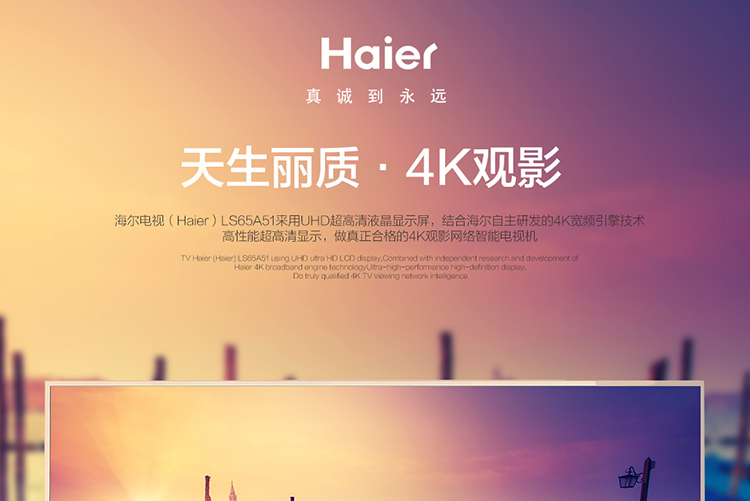 Haier
真诚到永远
天生丽质·4K观影
海尔电视（Haier）LS65A51采用UHD超高清液晶显示屏，结合海尔自主研发的4K宽频引擎技术
高性能超高清显示，做真正合格的4K观影网络智能电视机
TV Haier (Haier) LS65A51 using UHD ultra HD LCD display,Combined with independent research and development of
Haier 4K broadband engine technologyUltra-high-performance high-definition display,
Do truly qualified 4K TV viewing network intelligence